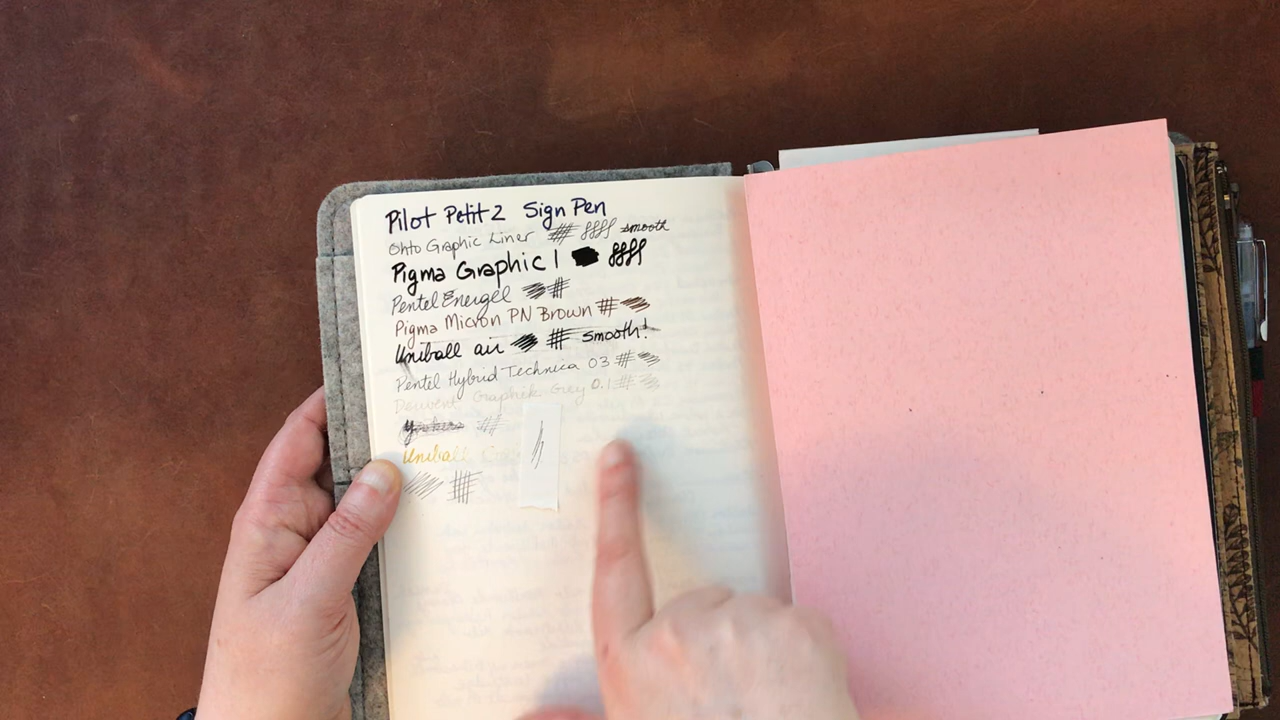 Pilot Petit 2 Sign Pen
Ohto Graphic Liner smooth
Pigma Graphic 1
Pentel Energel
Pigma Micron PN Brown
Uniball air smooth!
Pentel Hybrid Technica 03
Derwent Graphik Grey 0.1
Uniball